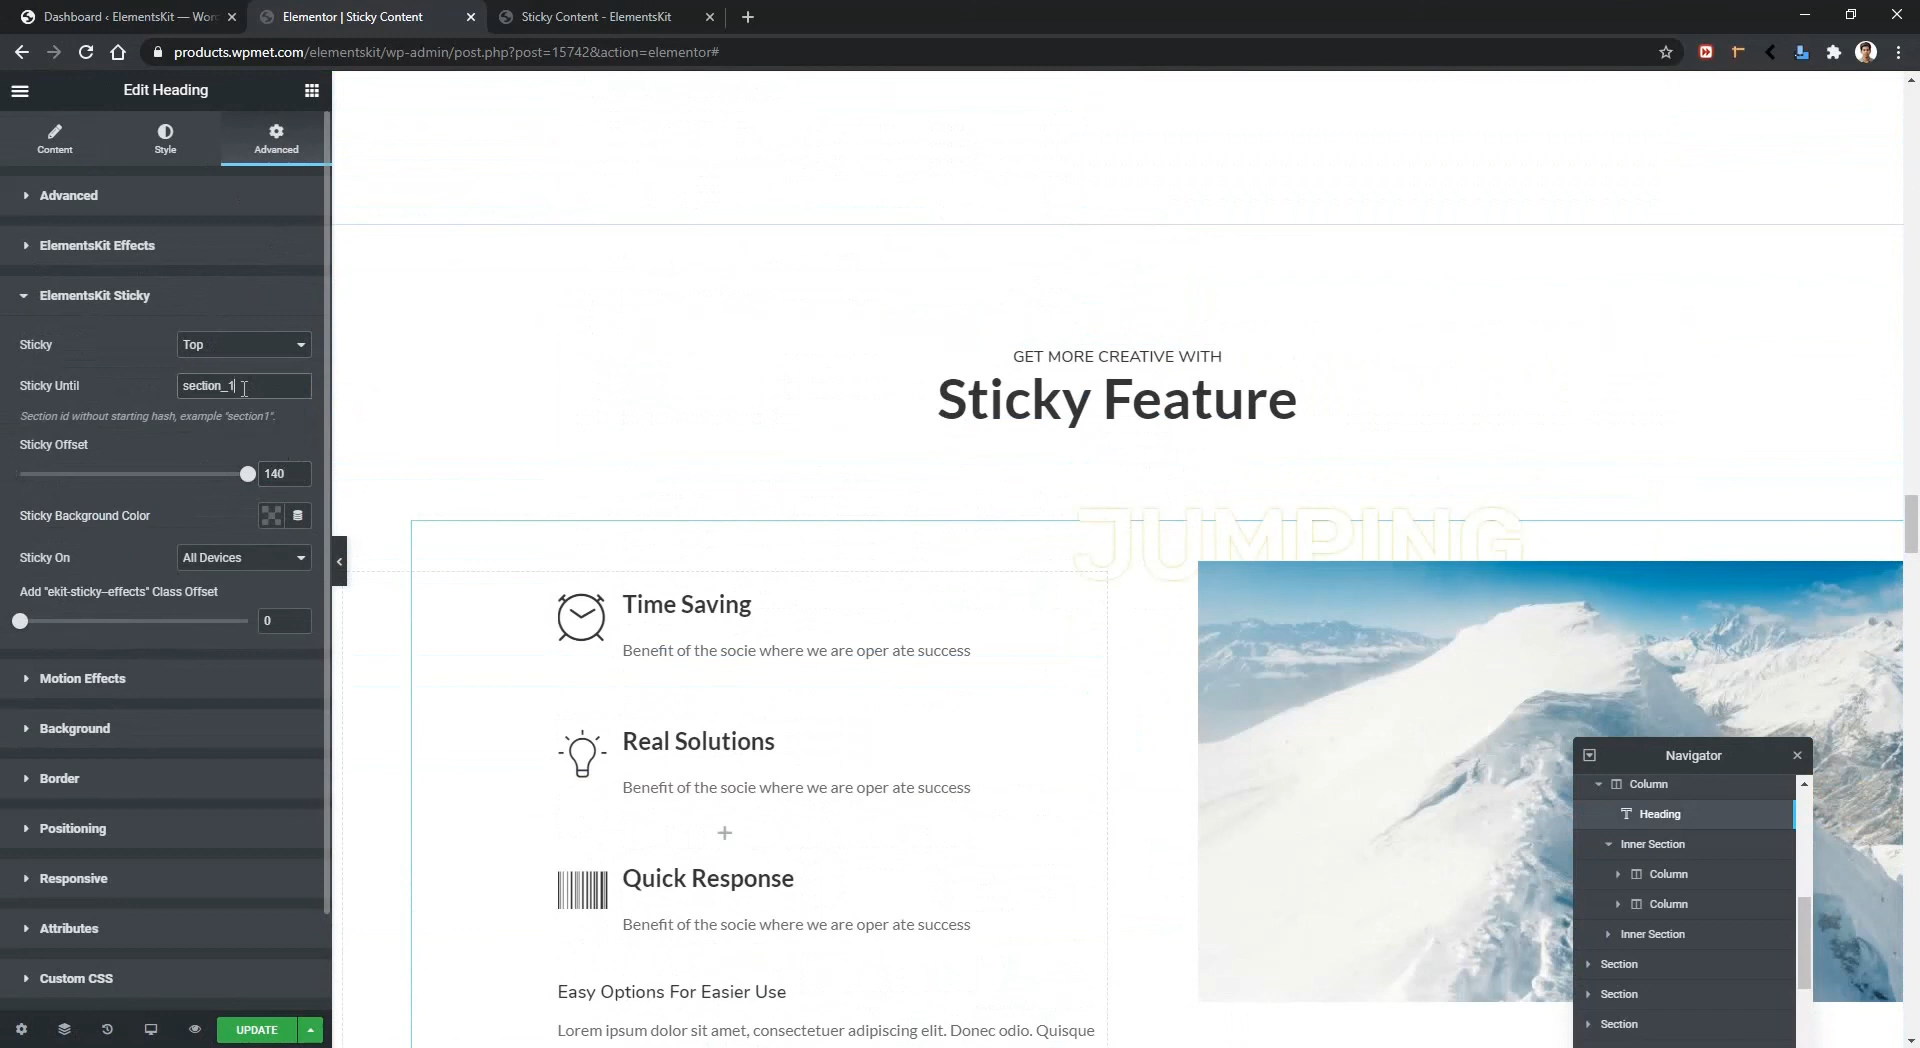 Dashboard ‹ ElementsKit — Wor
Elementor | Sticky Content
Sticky Content - ElementsKit
products.wpmet.com/elementskit/wp-admin/post.php?post=15742&action=elementor#
Edit Heading
Content
Style
Advanced
Advanced
ElementsKit Effects
ElementsKit Sticky
Sticky
Top
Sticky Until
section_1
Section id without starting hash, example "section1".
Sticky Offset
140
Sticky Background Color
Sticky On
All Devices
Add "ekit-sticky--effects" Class Offset
0
Motion Effects
Background
Border
Positioning
Responsive
Attributes
Custom CSS
UPDATE
GET MORE CREATIVE WITH
Sticky Feature
JUMPING
Time Saving
Benefit of the socie where we are oper ate success
Real Solutions
Benefit of the socie where we are oper ate success
Quick Response
Benefit of the socie where we are oper ate success
Easy Options For Easier Use
Lorem ipsum dolor sit amet, consectetuer adipiscing elit. Donec odio. Quisque
Navigator
Column
Heading
Inner Section
Column
Column
Inner Section
Section
Section
Section